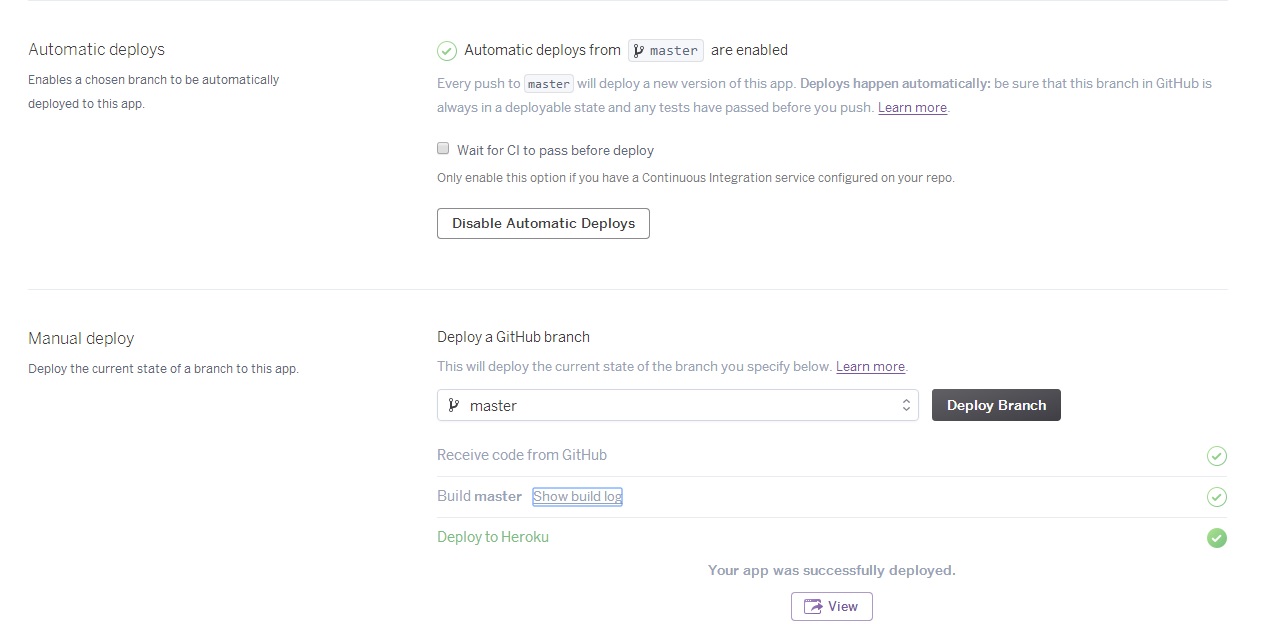 Automatic deploys
Enables a chosen branch to be automatically
deployed to this app.
Automatic deploys from master are enabled
Every push to master will deploy a new version of this app. Deploys happen automatically: be sure that this branch in GitHub is
always in a deployable state and any tests have passed before you push. Learn more.
Wait for CI to pass before deploy
Only enable this option if you have a Continuous Integration service configured on your repo.
Disable Automatic Deploys
Manual deploy
Deploy the current state of a branch to this app.
Deploy a GitHub branch
This will deploy the current state of the branch you specify below. Learn more.
master
Deploy Branch
Receive code from GitHub
Build master Show build log
Deploy to Heroku
Your app was successfully deployed.
View